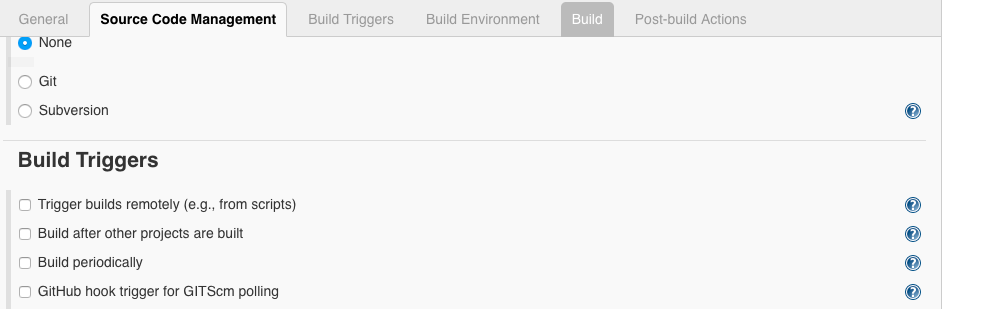 General Source Code Management Build Triggers Build Environment Build Post-build Actions
None
Git
Subversion
?
Build Triggers
Trigger builds remotely (e.g., from scripts)
?
Build after other projects are built
?
Build periodically
?
GitHub hook trigger for GITScm polling
?